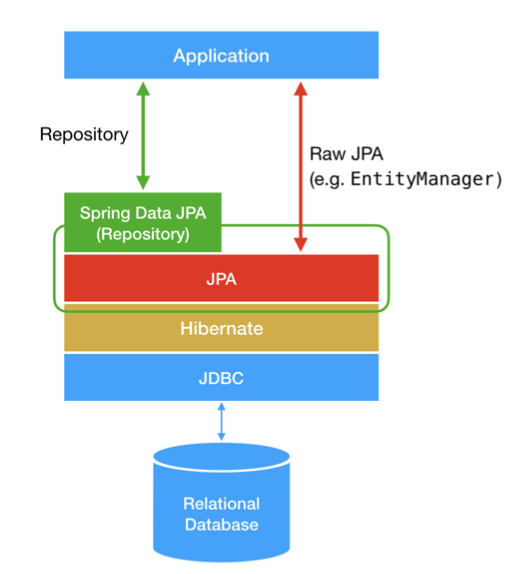 Application
Repository
Raw JPA
(e.g. EntityManager)
Spring Data JPA
(Repository)
JPA
Hibernate
JDBC
Relational
Database